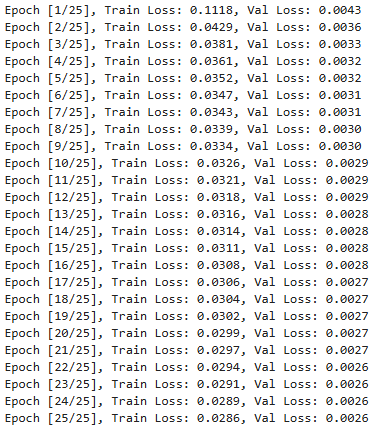 Epoch [1/25], Train Loss: 0.1118, Val Loss: 0.0043
Epoch [2/25], Train Loss: 0.0429, Val Loss: 0.0036
Epoch [3/25], Train Loss: 0.0381, Val Loss: 0.0033
Epoch [4/25], Train Loss: 0.0361, Val Loss: 0.0032
Epoch [5/25], Train Loss: 0.0352, Val Loss: 0.0032
Epoch [6/25], Train Loss: 0.0347, Val Loss: 0.0031
Epoch [7/25], Train Loss: 0.0343, Val Loss: 0.0031
Epoch [8/25], Train Loss: 0.0339, Val Loss: 0.0030
Epoch [9/25], Train Loss: 0.0334, Val Loss: 0.0030
Epoch [10/25], Train Loss: 0.0326, Val Loss: 0.0029
Epoch [11/25], Train Loss: 0.0321, Val Loss: 0.0029
Epoch [12/25], Train Loss: 0.0318, Val Loss: 0.0029
Epoch [13/25], Train Loss: 0.0316, Val Loss: 0.0028
Epoch [14/25], Train Loss: 0.0314, Val Loss: 0.0028
Epoch [15/25], Train Loss: 0.0311, Val Loss: 0.0028
Epoch [16/25], Train Loss: 0.0308, Val Loss: 0.0028
Epoch [17/25], Train Loss: 0.0306, Val Loss: 0.0027
Epoch [18/25], Train Loss: 0.0304, Val Loss: 0.0027
Epoch [19/25], Train Loss: 0.0302, Val Loss: 0.0027
Epoch [20/25], Train Loss: 0.0299, Val Loss: 0.0027
Epoch [21/25], Train Loss: 0.0297, Val Loss: 0.0027
Epoch [22/25], Train Loss: 0.0294, Val Loss: 0.0026
Epoch [23/25], Train Loss: 0.0291, Val Loss: 0.0026
Epoch [24/25], Train Loss: 0.0289, Val Loss: 0.0026
Epoch [25/25], Train Loss: 0.0286, Val Loss: 0.0026